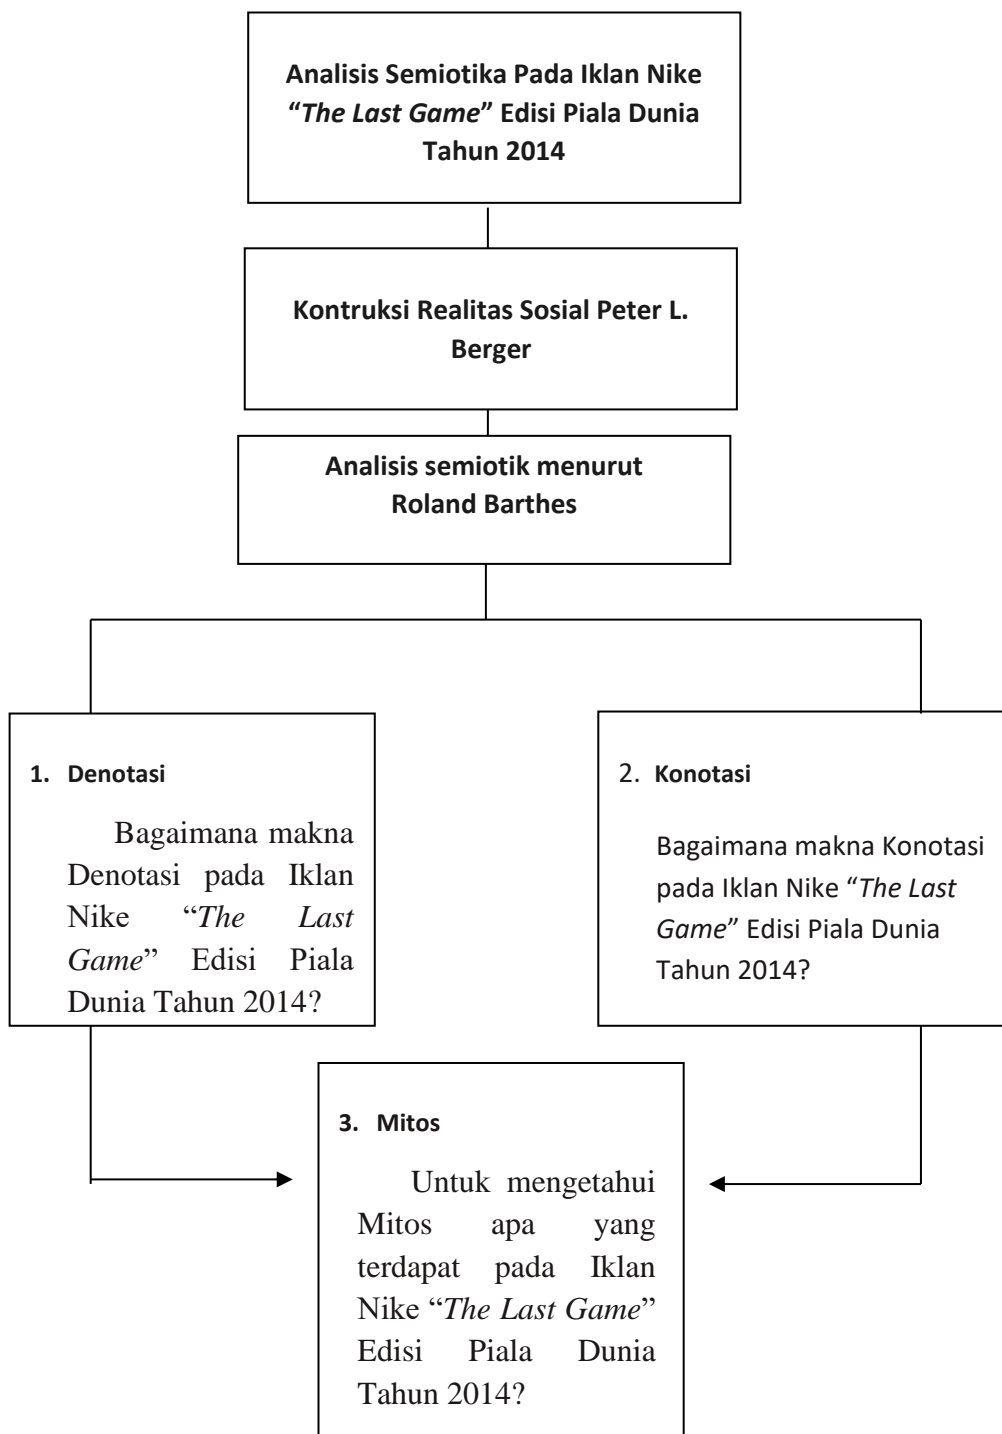 Analisis Semiotika Pada Iklan Nike
“The Last Game” Edisi Piala Dunia
Tahun 2014
Kontruksi Realitas Sosial Peter L.
Berger
Analisis semiotik menurut
Roland Barthes
1. Denotasi
Bagaimana makna
Denotasi pada Iklan
Nike “The Last
Game” Edisi Piala
Dunia Tahun 2014?
2. Konotasi
Bagaimana makna Konotasi
pada Iklan Nike “The Last
Game” Edisi Piala Dunia
Tahun 2014?
3. Mitos
Untuk mengetahui
Mitos apa yang
terdapat pada Iklan
Nike “The Last Game”
Edisi Piala Dunia
Tahun 2014?